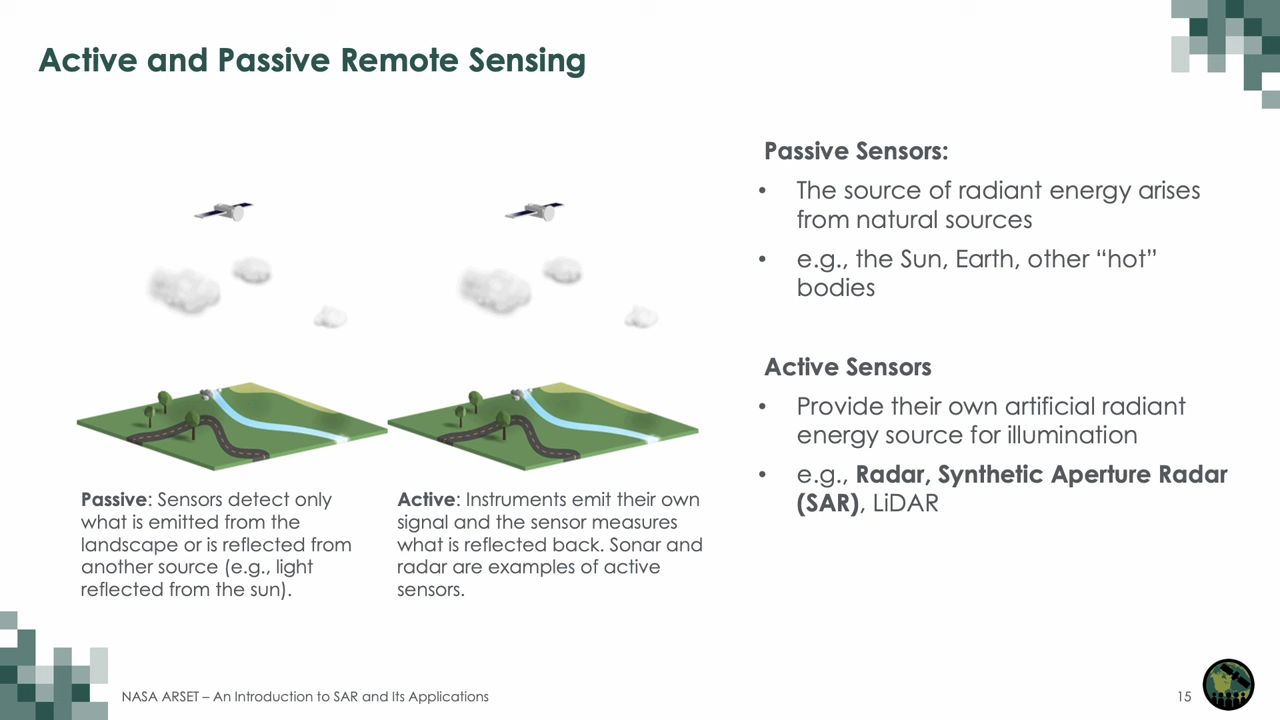 Active and Passive Remote Sensing
Passive: Sensors detect only
what is emitted from the
landscape or is reflected from
another source (e.g., light
reflected from the sun).
Active: Instruments emit their own
signal and the sensor measures
what is reflected back. Sonar and
radar are examples of active
sensors.
Passive Sensors:
• The source of radiant energy arises
from natural sources
• e.g., the Sun, Earth, other “hot”
bodies
Active Sensors
• Provide their own artificial radiant
energy source for illumination
• e.g., Radar, Synthetic Aperture Radar
(SAR), LiDAR
NASA ARSET – An Introduction to SAR and Its Applications
15